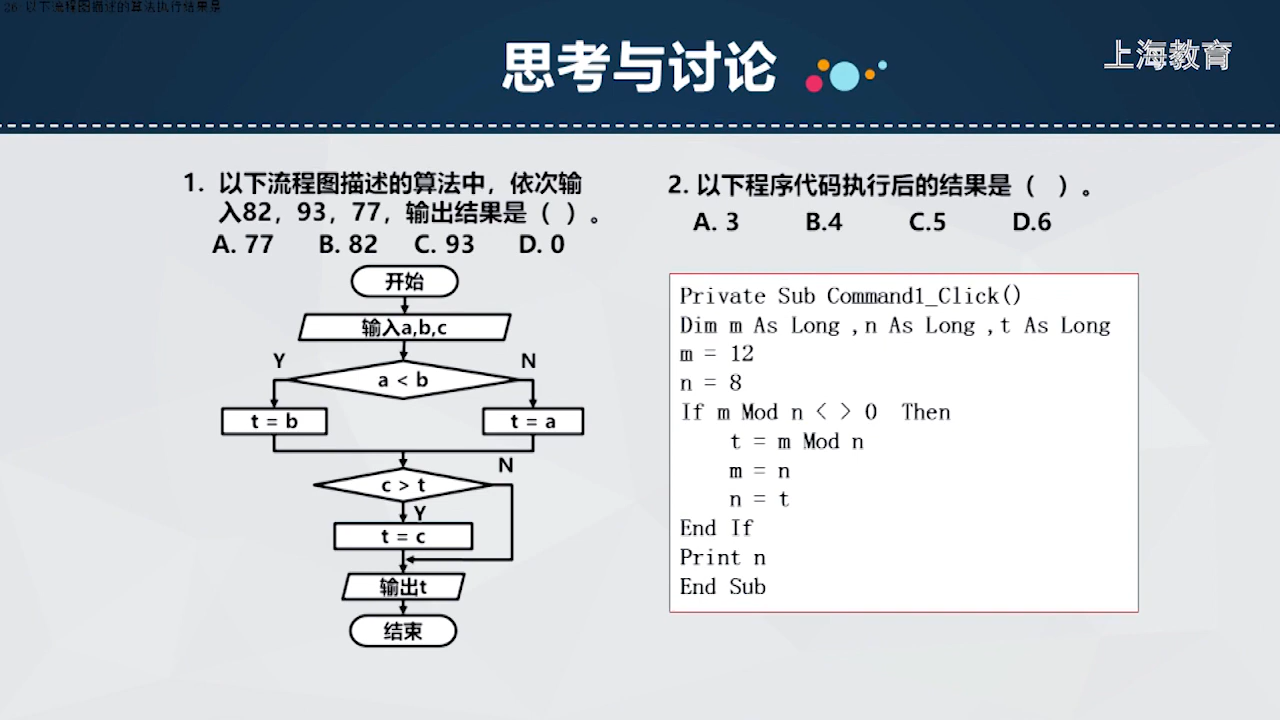 26.以下流程图描述的算法执行结果是
思考与讨论
上海教育
1. 以下流程图描述的算法中，依次输
入82，93，77，输出结果是（ ）。
A. 77 B. 82 C. 93 D. 0
开始
输入a,b,c
Y
N
a < b
t = b
t = a
N
c > t
Y
t = c
输出t
结束
2. 以下程序代码执行后的结果是（ ）。
A. 3 B.4 C.5 D.6
Private Sub Command1_Click()
Dim m As Long ,n As Long ,t As Long
m = 12
n = 8
If m Mod n < > 0 Then
t = m Mod n
m = n
n = t
End If
Print n
End Sub